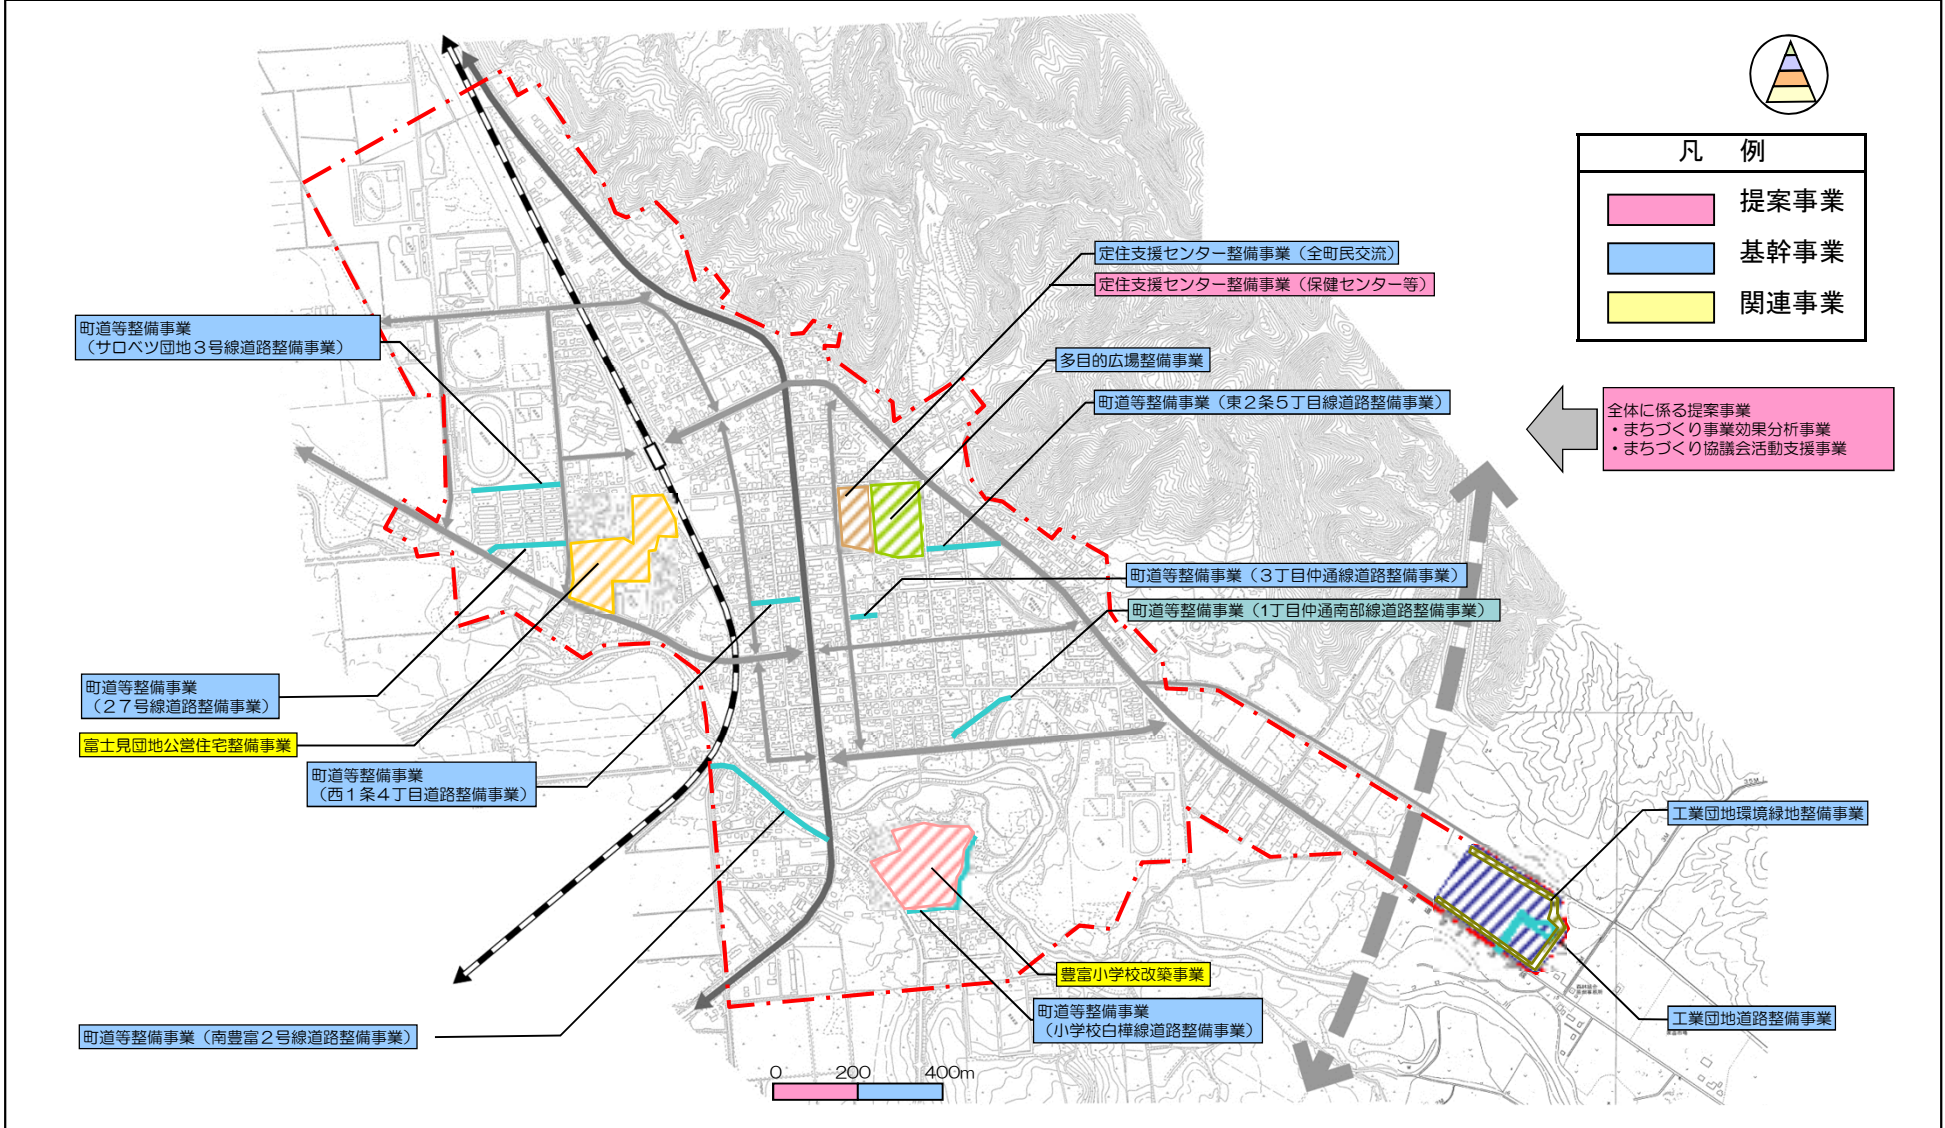 凡 例
提案事業
基幹事業
関連事業
定住支援センター整備事業（全町民交流）
定住支援センター整備事業（保健センター等）
町道等整備事業
（サロベツ団地３号線道路整備事業）
多目的広場整備事業
町道等整備事業（東２条５丁目線道路整備事業）
全体に係る提案事業
・まちづくり事業効果分析事業
・まちづくり協議会活動支援事業
町道等整備事業（３丁目仲通線道路整備事業）
町道等整備事業（1丁目仲通南部線道路整備事業）
町道等整備事業
（２７号線道路整備事業）
富士見団地公営住宅整備事業
町道等整備事業
（西１条４丁目道路整備事業）
工業団地環境緑地整備事業
豊富小学校改築事業
町道等整備事業
（小学校白樺線道路整備事業）
工業団地道路整備事業
町道等整備事業（南豊富２号線道路整備事業）
0 200 400m